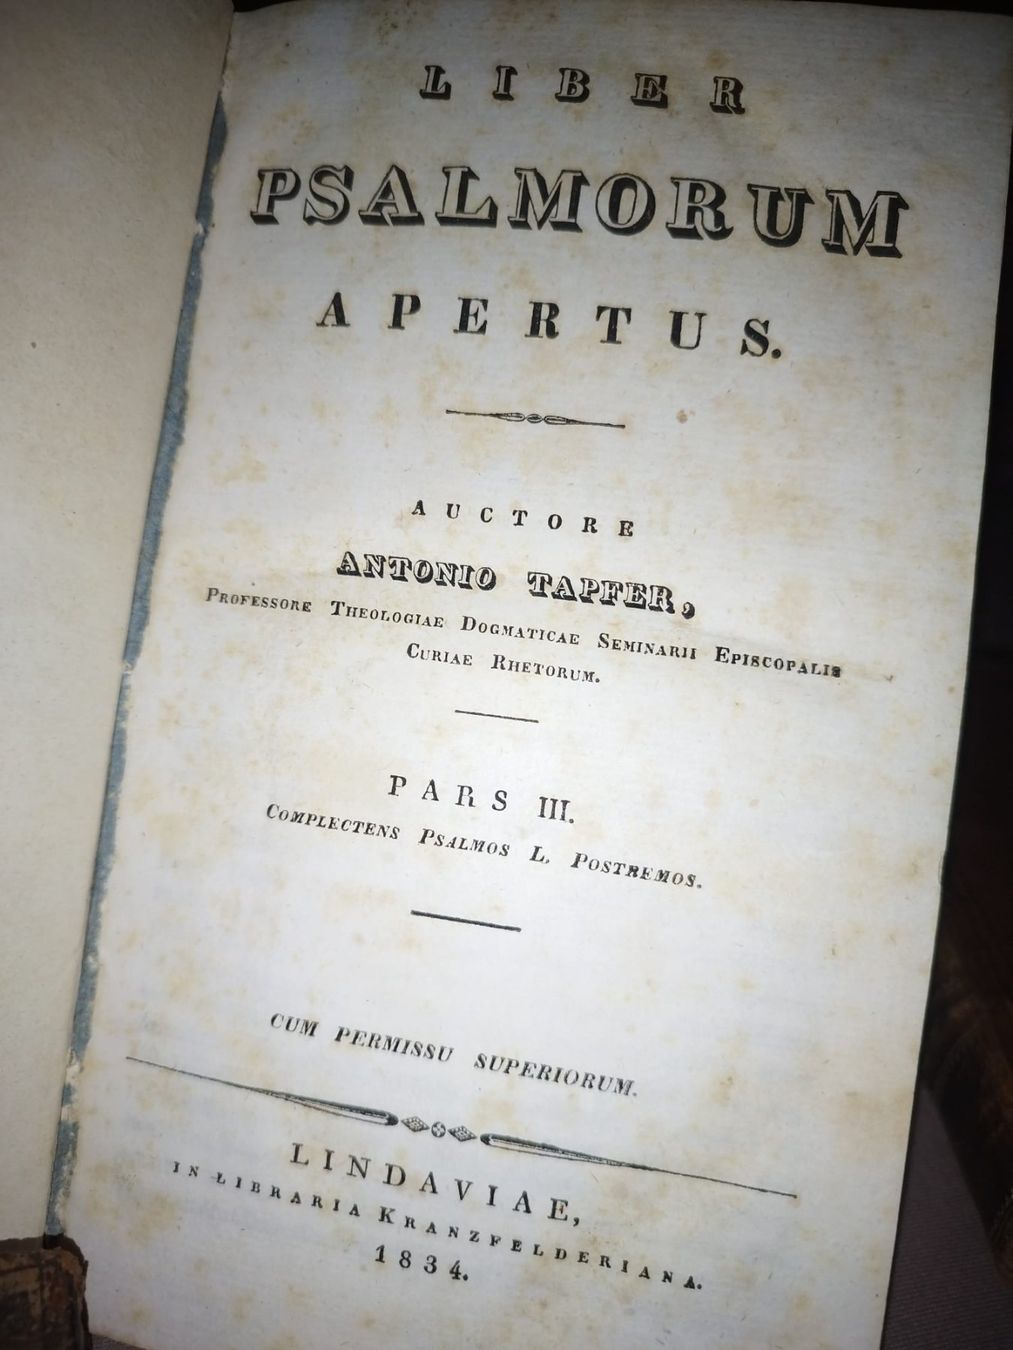 LIBER
PSALMORUM
APERTUS.
AUCTORE
ANTONIO TAPFER,
PROFESSORE THEOLOGIAE DOGMATICAE SEMINARII EPISCOPALIS
CURIAE RHETORUM.
PARS III.
COMPLECTENS PSALMOS L. POSTREMOS.
CUM PERMISSU SUPERIORUM.
LINDAVIAE,
IN LIBRARIA KRANZFELDERIANA.
1834.